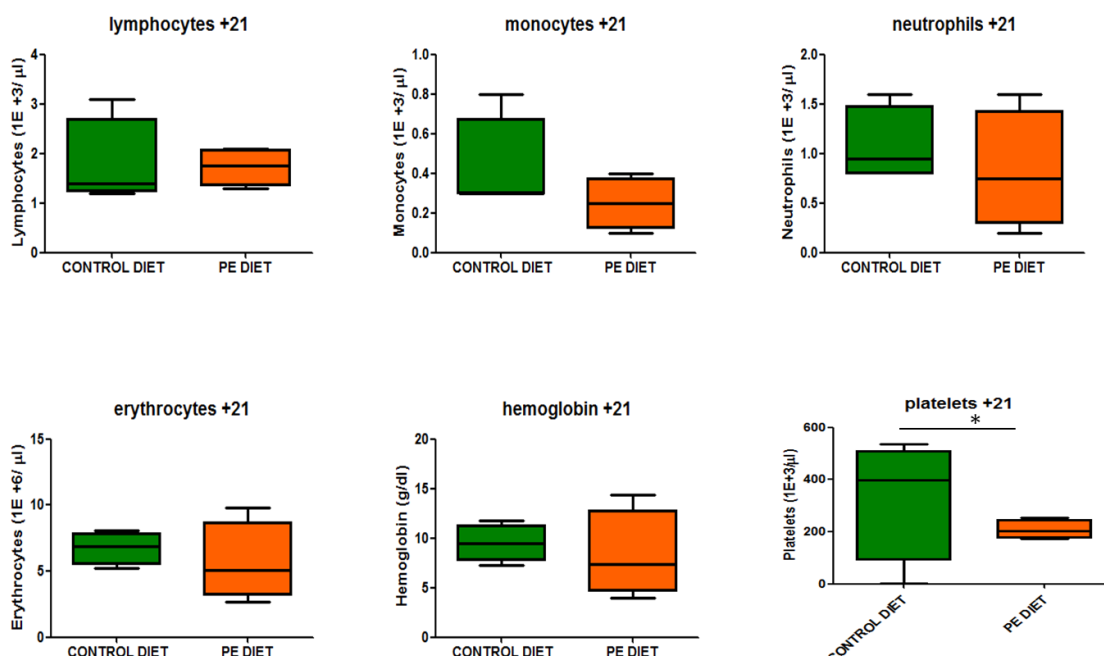 lymphocytes +21
Lymphocytes (1E +3/ µl)
4
3
2
1
0
CONTROL DIET
PE DIET
monocytes +21
Monocytes (1E +3/ µl)
1.0
0.8
0.6
0.4
0.2
0.0
CONTROL DIET
PE DIET
neutrophils +21
Neutrophils (1E +3/ µl)
2.0
1.5
1.0
0.5
0.0
CONTROL DIET
PE DIET
erythrocytes +21
Erythrocytes (1E +6/ µl)
15
10
5
0
CONTROL DIET
PE DIET
hemoglobin +21
Hemoglobin (g/dl)
20
15
10
5
0
CONTROL DIET
PE DIET
platelets +21
*
Platelets (1E+3/µl)
600
400
200
0
CONTROL DIET
PE DIET